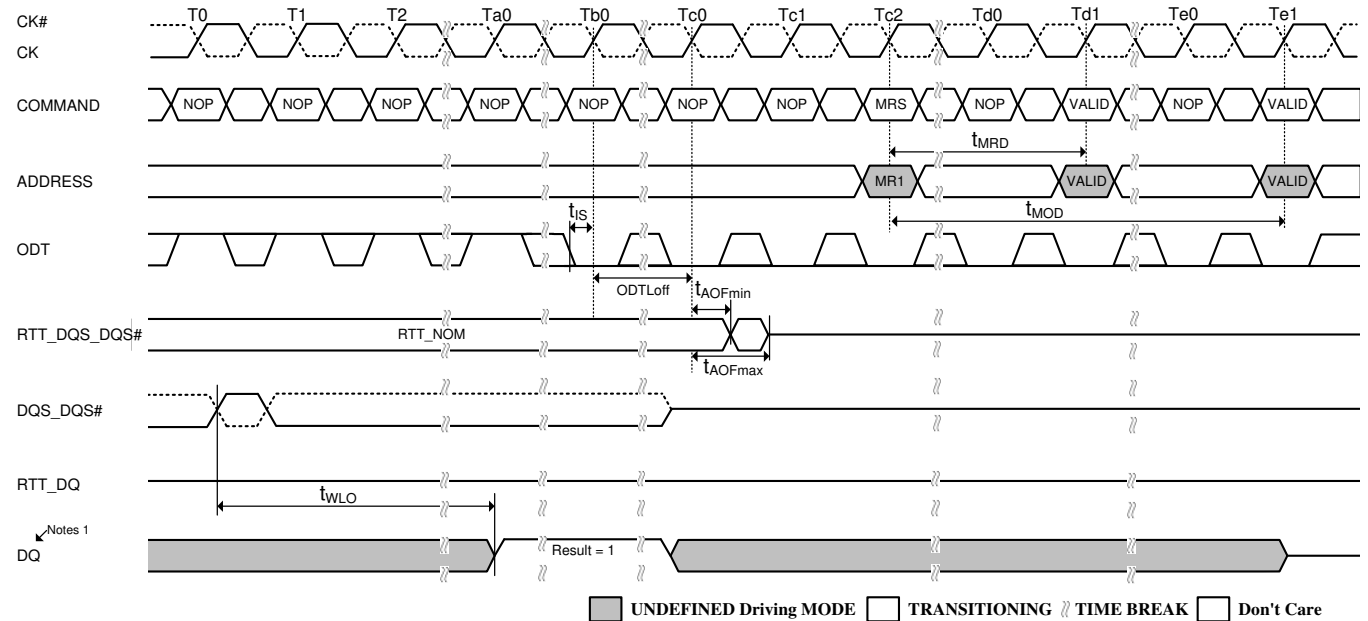 T0 T1 T2 Ta0 Tb0 Tc0 Tc1 Tc2 Td0 Td1 Te0 Te1
CK#
CK
COMMAND NOP NOP NOP NOP NOP NOP NOP MRS NOP VALID NOP VALID
tMRD
ADDRESS MR1 VALID VALID
tIS tMOD
ODT
ODTLoff tAOFmin
RTT_DQS_DQS# RTT_NOM
tAOFmax
DQS_DQS#
RTT_DQ
tWLO
Notes 1
DQ Result = 1
UNDEFINED Driving MODE TRANSITIONING TIME BREAK Don't Care